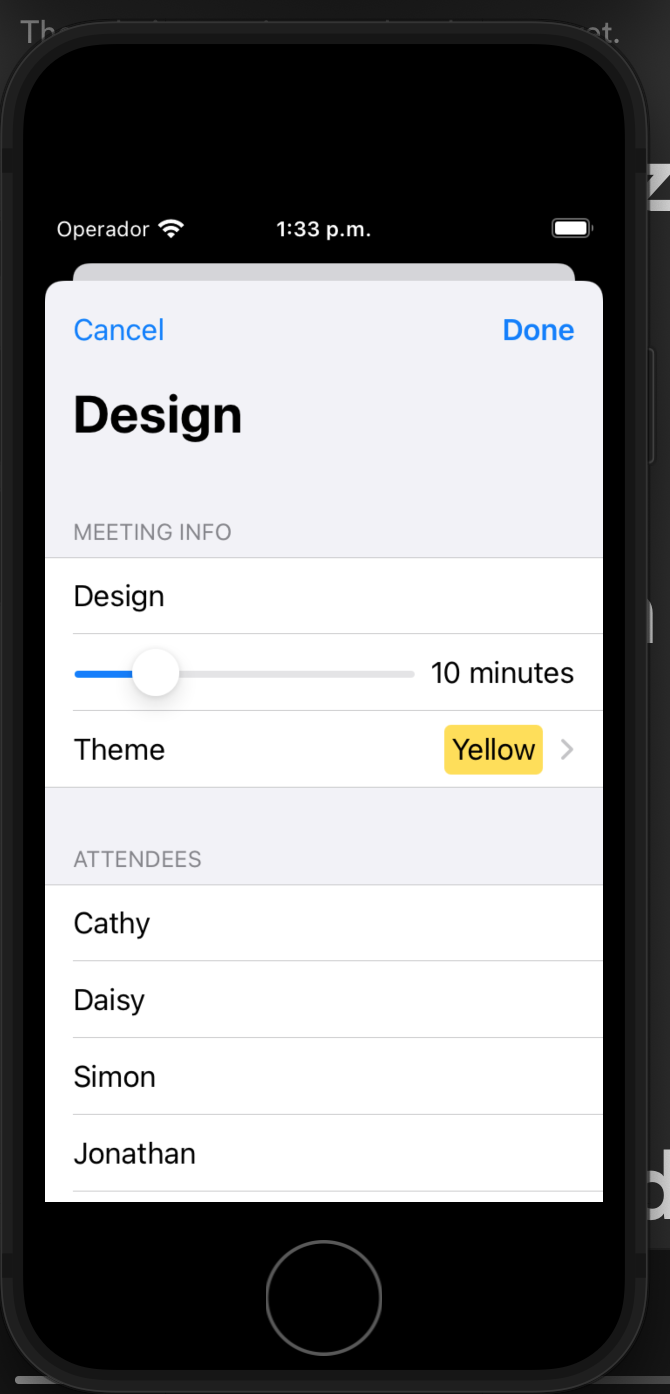 Operador 1:33 p.m.
Cancel Done
Design
MEETING INFO
Design
10 minutes
Theme Yellow
ATTENDEES
Cathy
Daisy
Simon
Jonathan